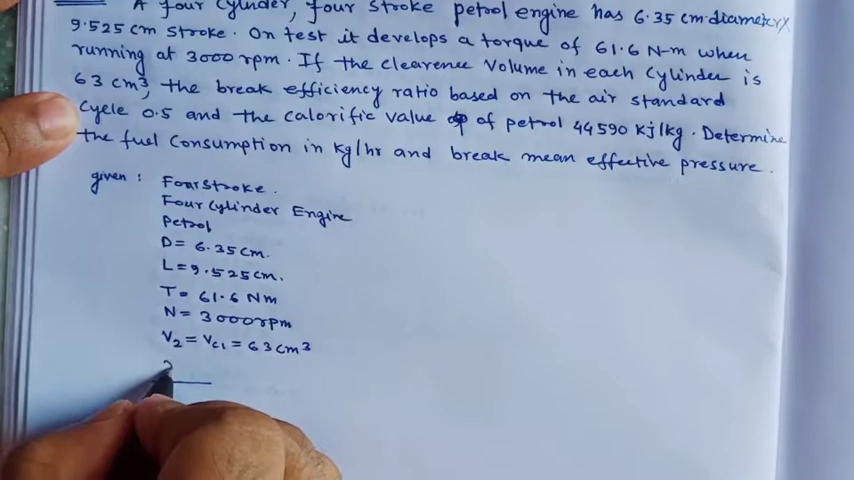 A four cylinder, four stroke petrol engine has 6.35 cm diameter X
9.525 cm stroke. On test it develops a torque of 61.6 N-m when
running at 3000 rpm. If the clearence volume in each cylinder is
63 cm³, the break efficiency ratio based on the air standard
cycle 0.5 and the calorific value of petrol 44590 kj/kg. Determine
the fuel consumption in kg/hr and break mean effective pressure.
given : Four stroke.
Four cylinder Engine
Petrol
D = 6.35 cm.
L = 9.525 cm.
T = 61.6 Nm
N = 3000 rpm
V₂ = Vc₁ = 63 cm³